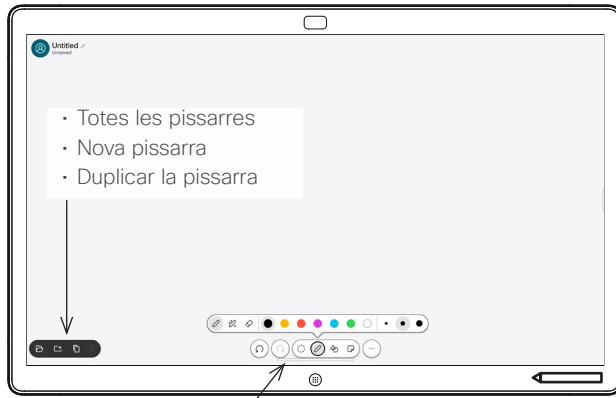 Untitled
Unsaved
· Totes les pissarres
· Nova pissarra
· Duplicar la pissarra